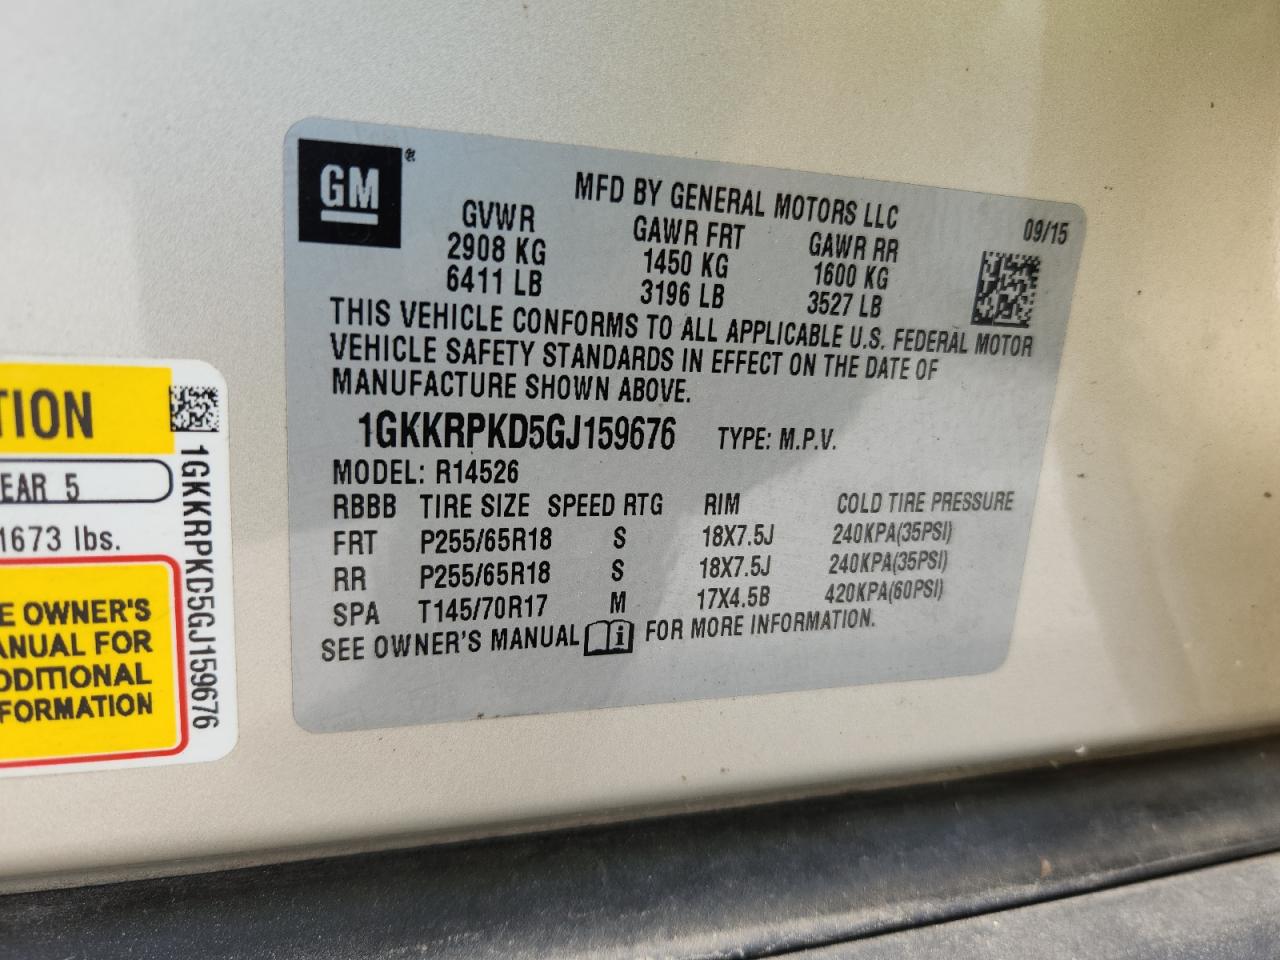 GM
®
MFD BY GENERAL MOTORS LLC
09/15
GVWR GAWR FRT GAWR RR
2908 KG 1450 KG 1600 KG
6411 LB 3196 LB 3527 LB
THIS VEHICLE CONFORMS TO ALL APPLICABLE U.S. FEDERAL MOTOR
VEHICLE SAFETY STANDARDS IN EFFECT ON THE DATE OF
MANUFACTURE SHOWN ABOVE.
1GKKRPKD5GJ159676 TYPE: M.P.V.
MODEL: R14526
RBBB TIRE SIZE SPEED RTG RIM COLD TIRE PRESSURE
FRT P255/65R18 S 18X7.5J 240KPA(35PSI)
RR P255/65R18 S 18X7.5J 240KPA(35PSI)
SPA T145/70R17 M 17X4.5B 420KPA(60PSI)
SEE OWNER'S MANUAL i FOR MORE INFORMATION.
TION
EAR 5
1673 lbs.
E OWNER'S
ANUAL FOR
DDITIONAL
FORMATION
1GKKRPKD5GJ159676